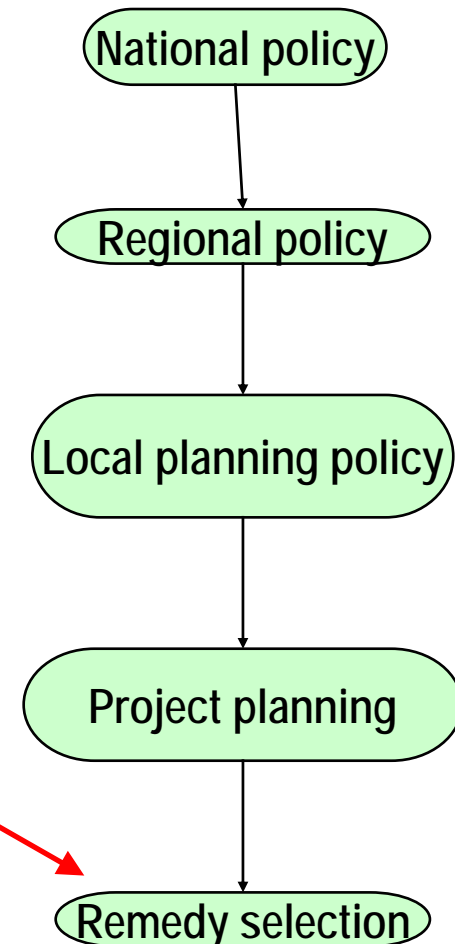 National policy
Regional policy
Local planning policy
Project planning
Remedy selection